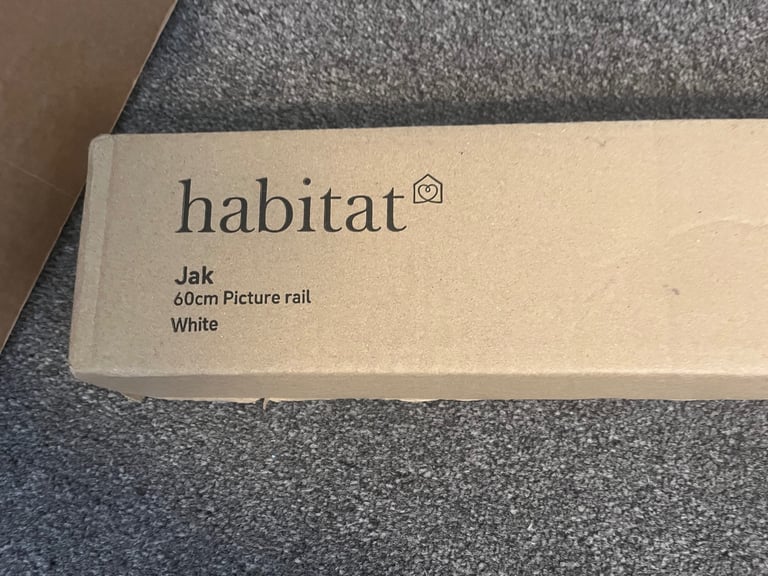 habitat
Jak
60cm Picture rail
White